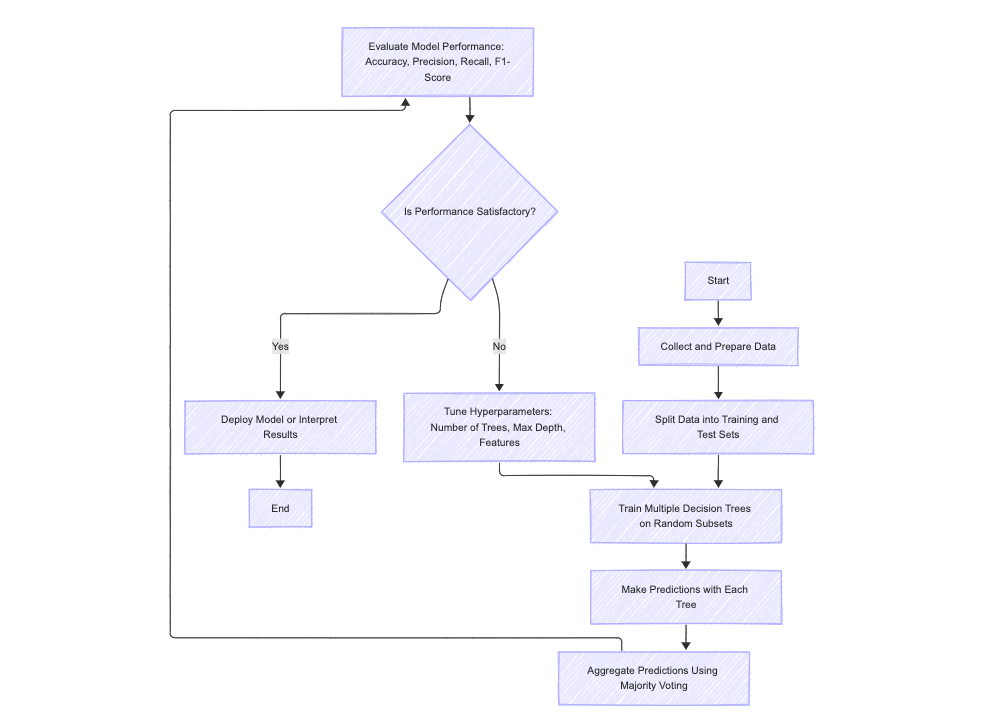 Evaluate Model Performance:
Accuracy, Precision, Recall, F1-
Score
Is Performance Satisfactory?
Start
Collect and Prepare Data
Yes
No
Deploy Model or Interpret
Results
Tune Hyperparameters:
Number of Trees, Max Depth,
Features
Split Data into Training and
Test Sets
End
Train Multiple Decision Trees
on Random Subsets
Make Predictions with Each
Tree
Aggregate Predictions Using
Majority Voting